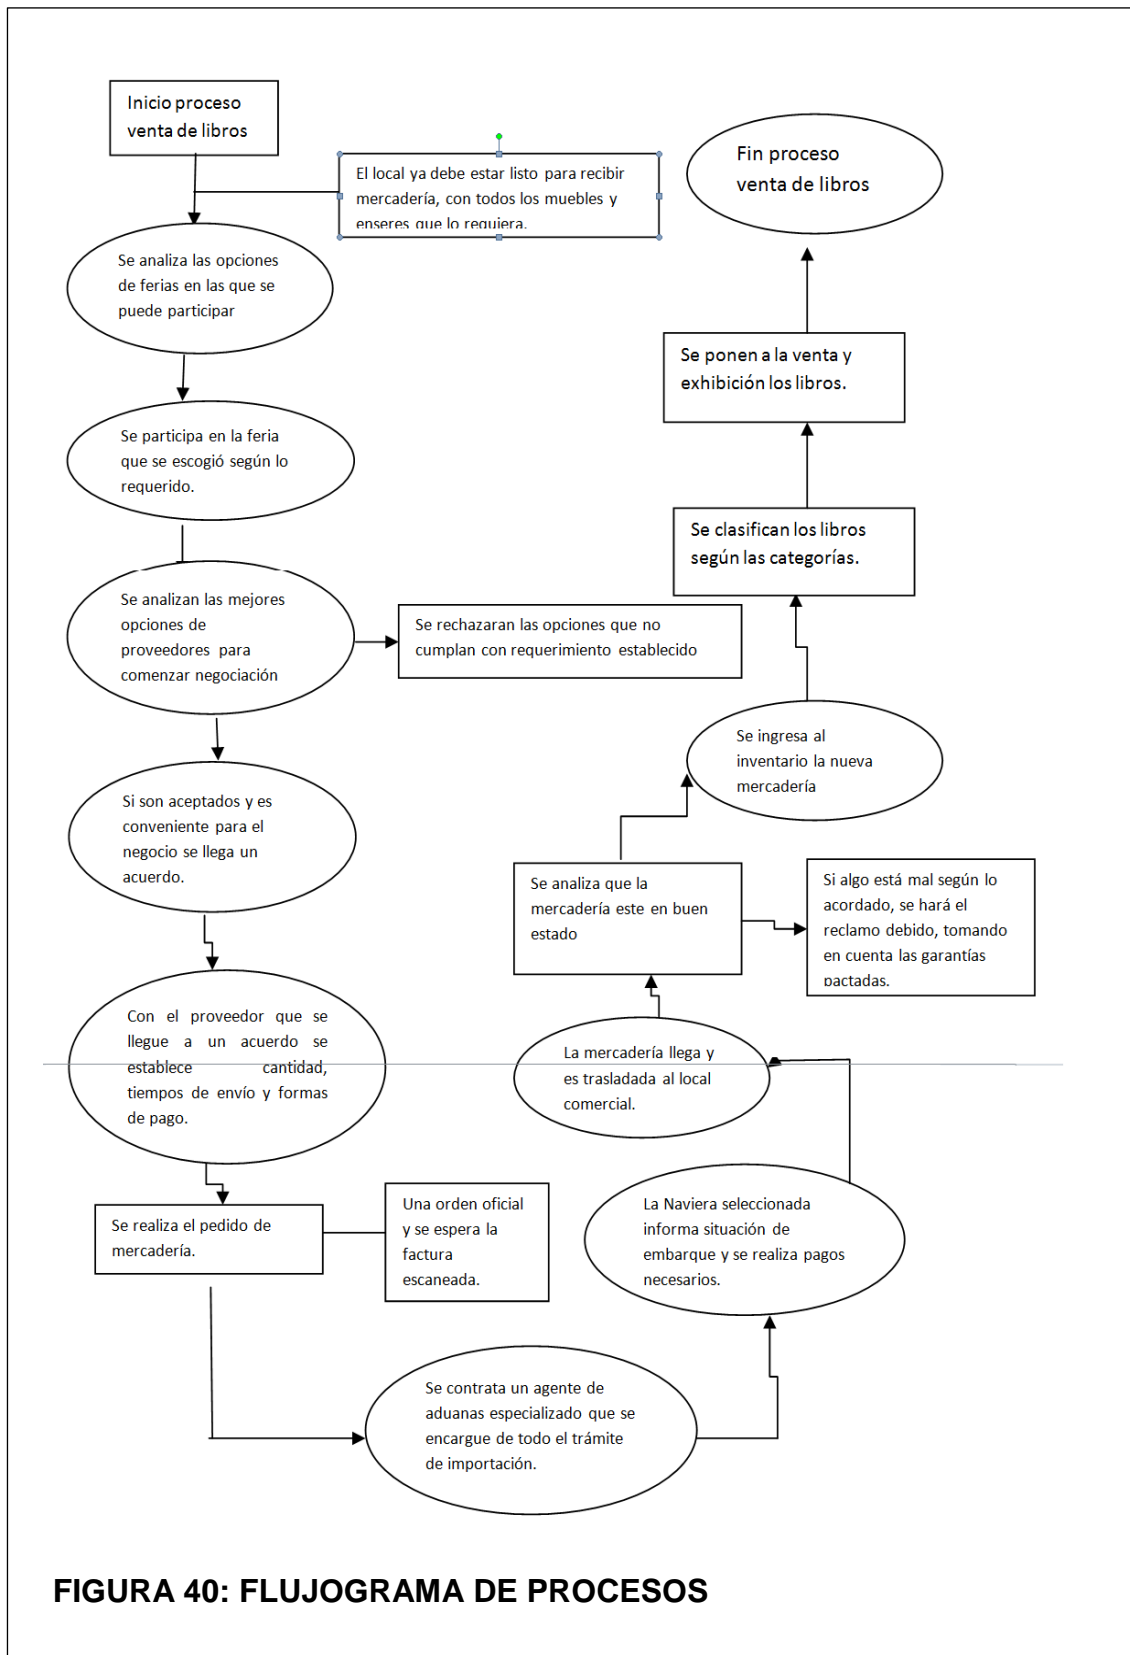 Inicio proceso
venta de libros
El local ya debe estar listo para recibir
mercadería, con todos los muebles y
enseres que lo requiera.
Se analiza las opciones
de ferias en las que se
puede participar
Se participa en la feria
que se escogió según lo
requerido.
Se analizan las mejores
opciones de
proveedores para
comenzar negociación
Se rechazaran las opciones que no
cumplan con requerimiento establecido
Si son aceptados y es
conveniente para el
negocio se llega un
acuerdo.
Con el proveedor que se
llegue a un acuerdo se
establece cantidad,
tiempos de envío y formas
de pago.
Se realiza el pedido de
mercadería.
Una orden oficial
y se espera la
factura
escaneada.
Se contrata un agente de
aduanas especializado que se
encargue de todo el trámite
de importación.
La Naviera seleccionada
informa situación de
embarque y se realiza pagos
necesarios.
La mercadería llega y
es trasladada al local
comercial.
Se analiza que la
mercadería este en buen
estado
Si algo está mal según lo
acordado, se hará el
reclamo debido, tomando
en cuenta las garantías
pactadas.
Se ingresa al
inventario la nueva
mercadería
Se clasifican los libros
según las categorías.
Se ponen a la venta y
exhibición los libros.
Fin proceso
venta de libros
FIGURA 40: FLUJOGRAMA DE PROCESOS